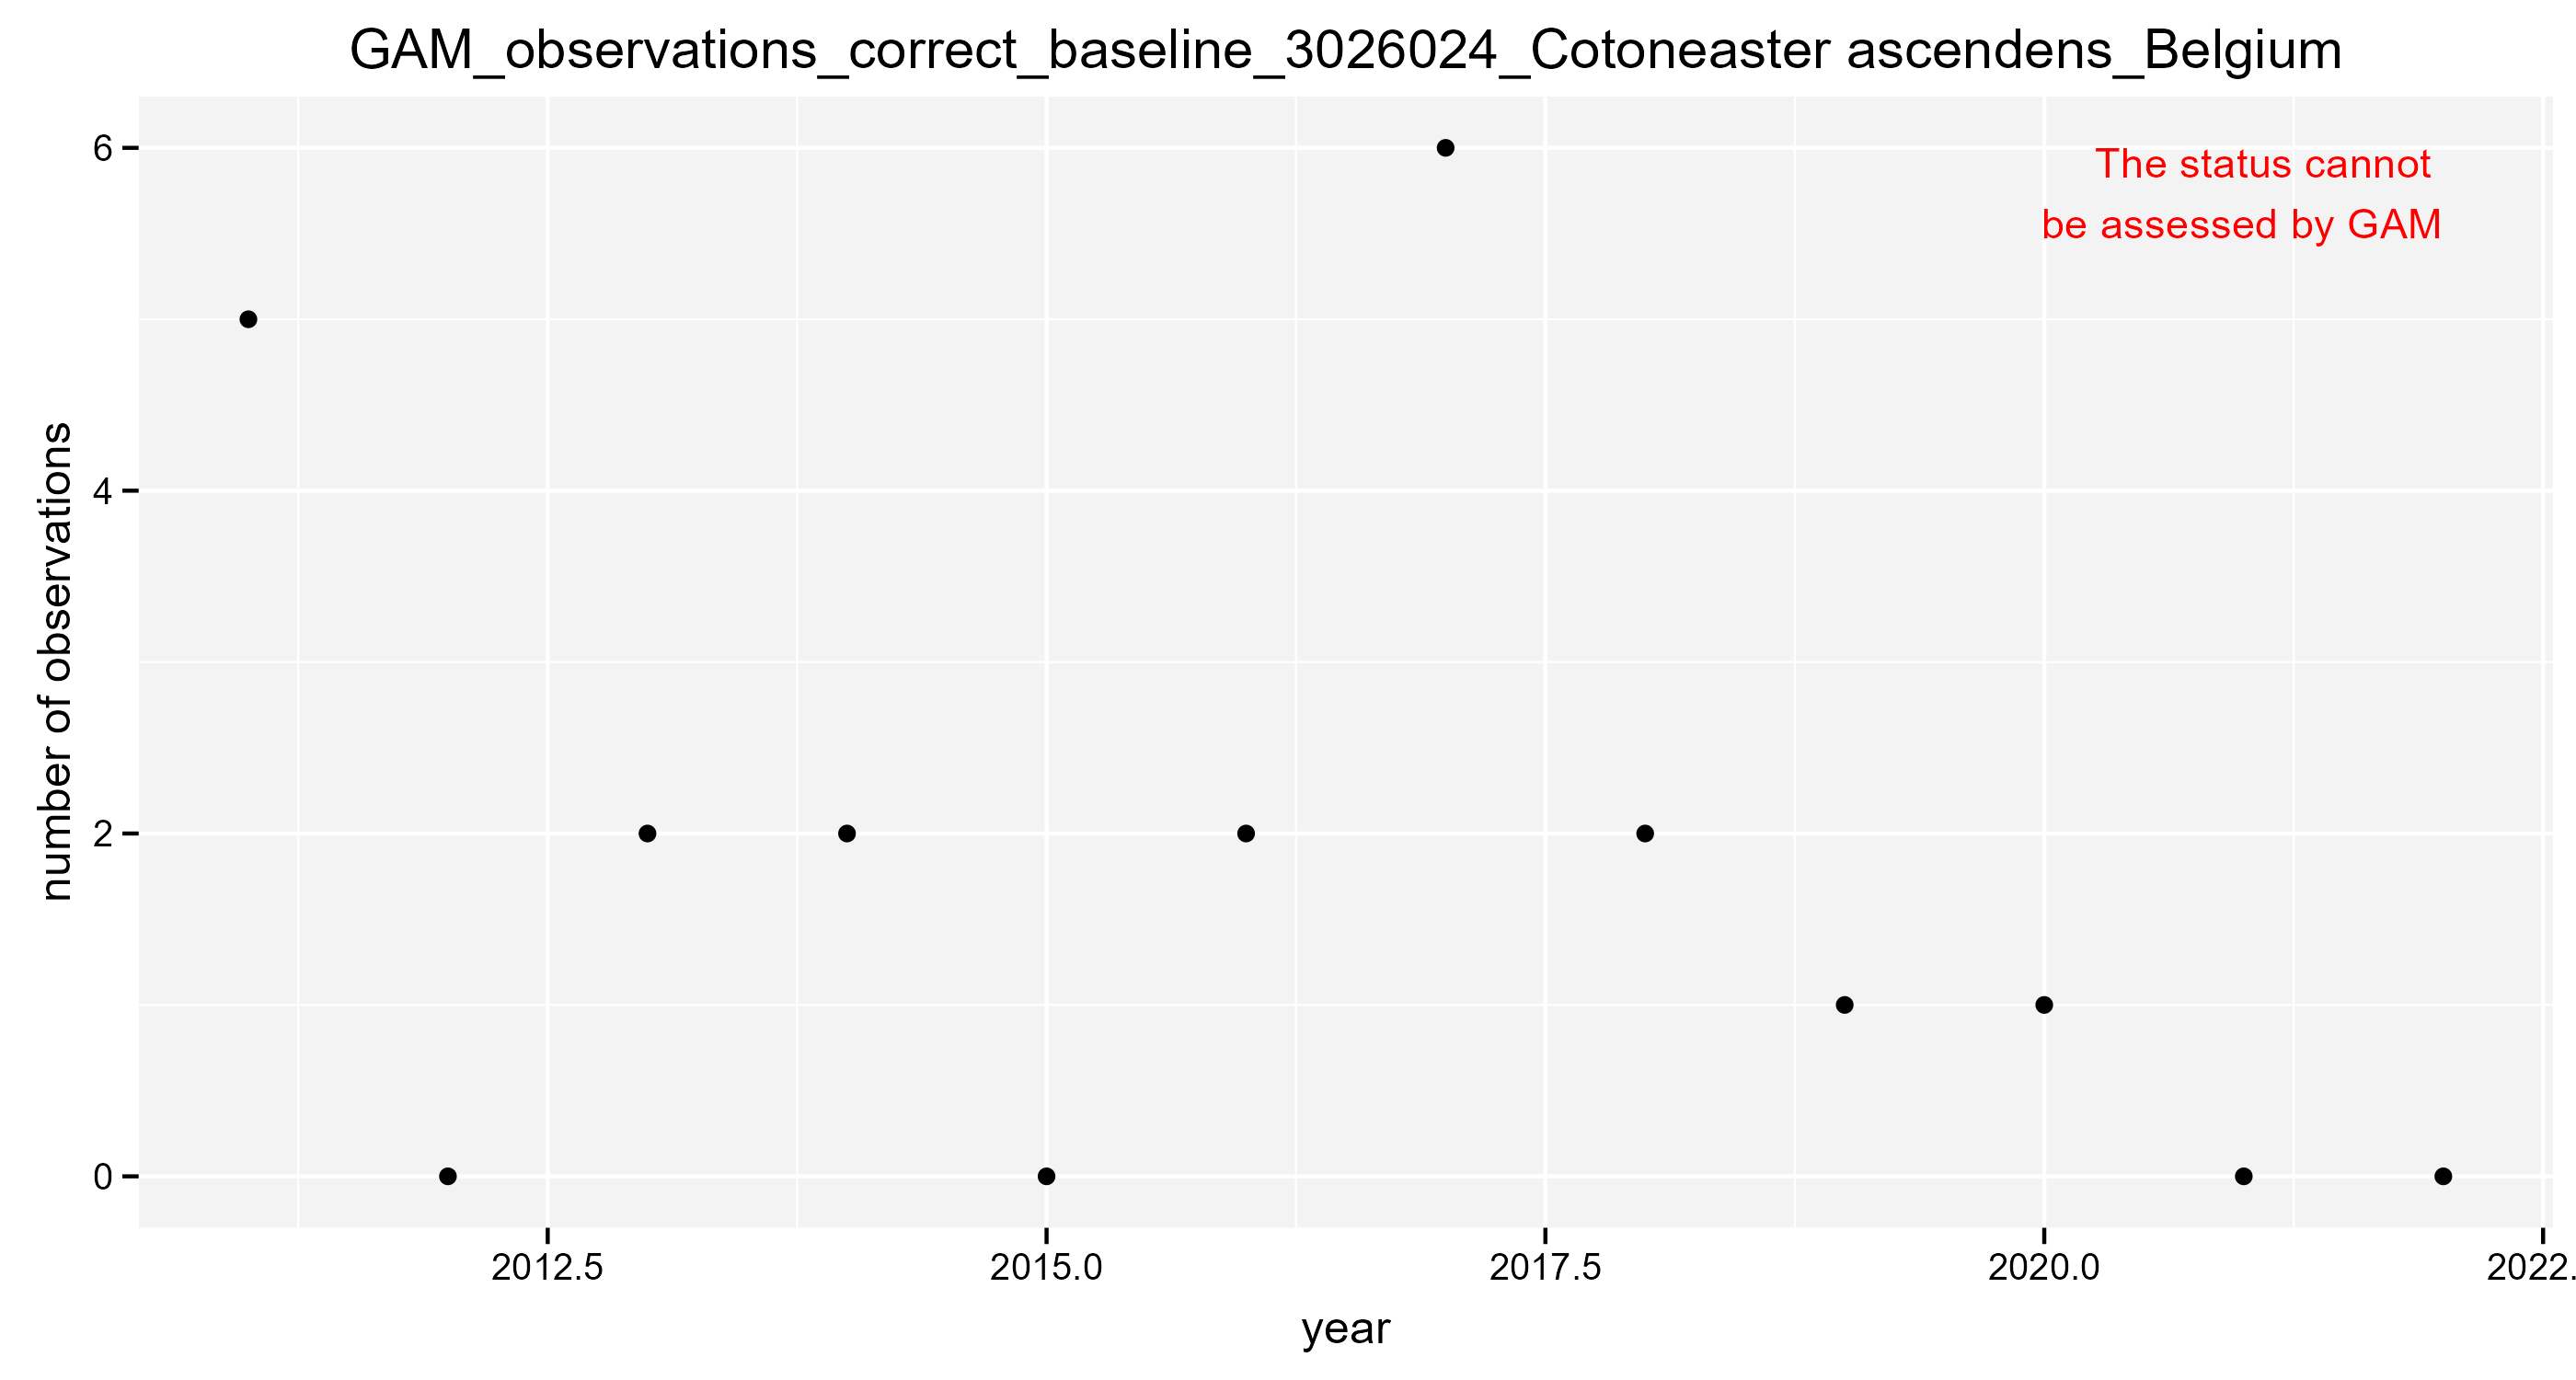 GAM_observations_correct_baseline_3026024_Cotoneaster ascendens_Belgium
The status cannot
be assessed by GAM
number of observations
6
4
2
0
2012.5
2015.0
2017.5
2020.0
2022.
year